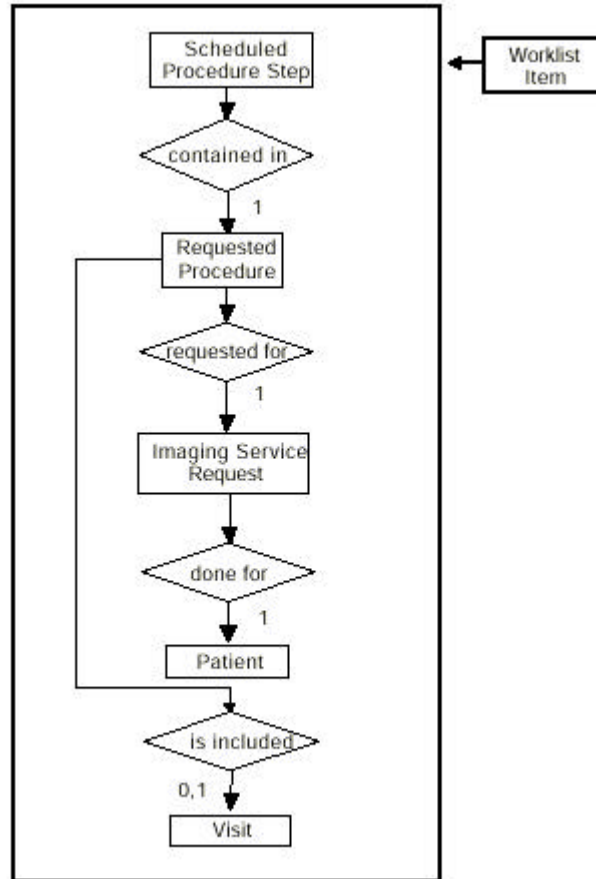 Scheduled
Procedure Step
Worklist
Item
contained in
1
Requested
Procedure
requested for
1
Imaging Service
Request
done for
1
Patient
is included
0,1
Visit